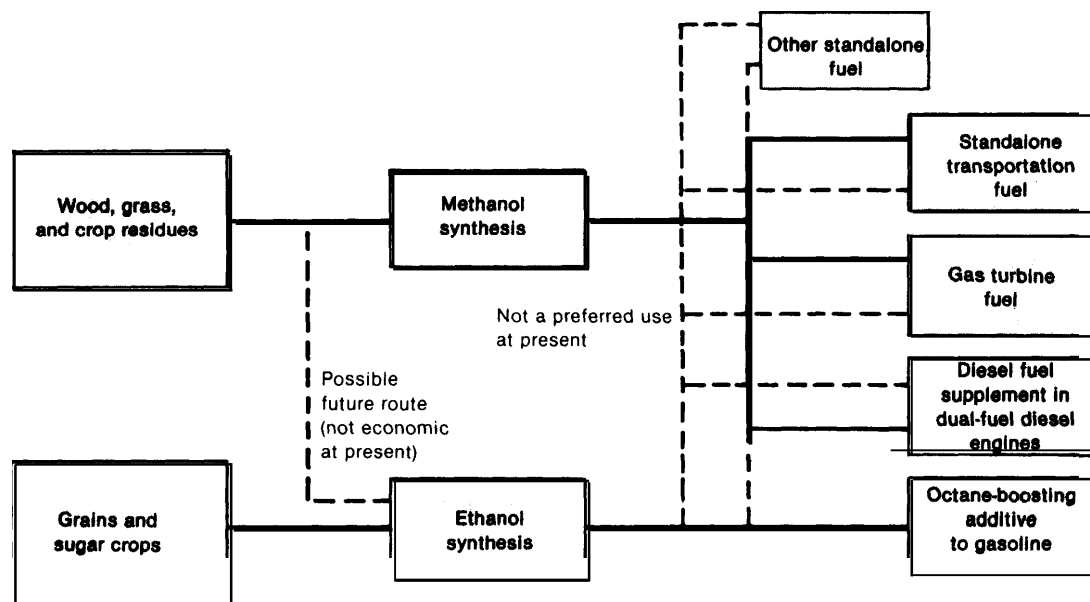 Other standalone
fuel
Standalone
transportation
fuel
Wood, grass,
and crop residues
Methanol
synthesis
Gas turbine
fuel
Not a preferred use
at present
Diesel fuel
supplement in
dual-fuel diesel
engines
Possible
future route
(not economic
at present)
Grains and
sugar crops
Ethanol
synthesis
Octane-boosting
additive
to gasoline